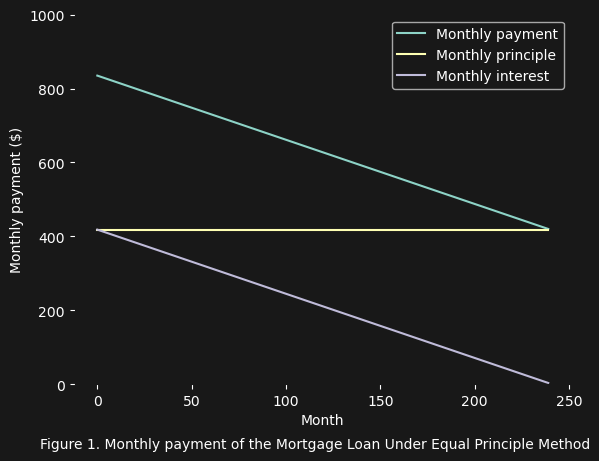 1000
800
600
400
200
0
Monthly payment ($)
Monthly payment
Monthly principle
Monthly interest
0 50 100 150 200 250
Month
Figure 1. Monthly payment of the Mortgage Loan Under Equal Principle Method